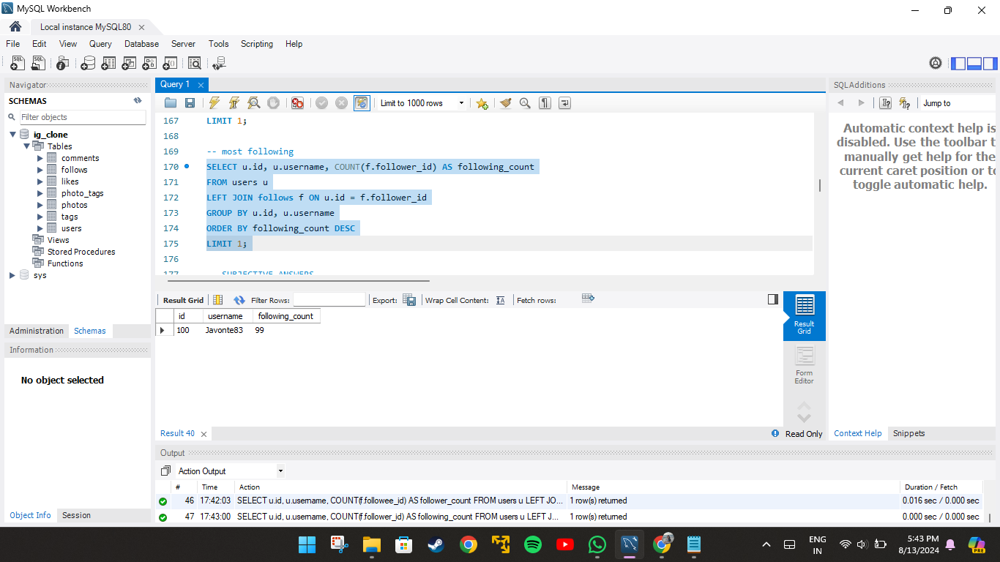 MySQL Workbench
Local instance MySQL80
File Edit View Query Database Server Tools Scripting Help
Navigator
SCHEMAS
Filter objects
ig_clone
Tables
comments
follows
likes
photo_tags
photos
tags
users
Views
Stored Procedures
Functions
sys
Administration Schemas
Information
No object selected
Object Info Session
Query 1
Limit to 1000 rows
167 LIMIT 1;
168
169 -- most following
170 SELECT u.id, u.username, COUNT(f.follower_id) AS following_count
171 FROM users u
172 LEFT JOIN follows f ON u.id = f.follower_id
173 GROUP BY u.id, u.username
174 ORDER BY following_count DESC
175 LIMIT 1;
176
177 -- SUBJECTIVE ANSWERS
Result Grid Filter Rows: Export: Wrap Cell Content: Fetch rows:
id username following_count
100 Javonte83 99
Result
Grid
Form
Editor
Result 40
Read Only
SQLAdditions
Jump to
Automatic context help is
disabled. Use the toolbar t
manually get help for the
current caret position or to
toggle automatic help.
Context Help Snippets
Output
Action Output
# Time Action Message Duration / Fetch
46 17:42:03 SELECT u.id, u.username, COUNT(f.followee_id) AS follower_count FROM users u LEFT JO... 1 row(s) returned 0.016 sec / 0.000 sec
47 17:43:00 SELECT u.id, u.username, COUNT(f.follower_id) AS following_count FROM users u LEFT J... 1 row(s) returned 0.000 sec / 0.000 sec
ENG
IN
5:43 PM
8/13/2024
PRE